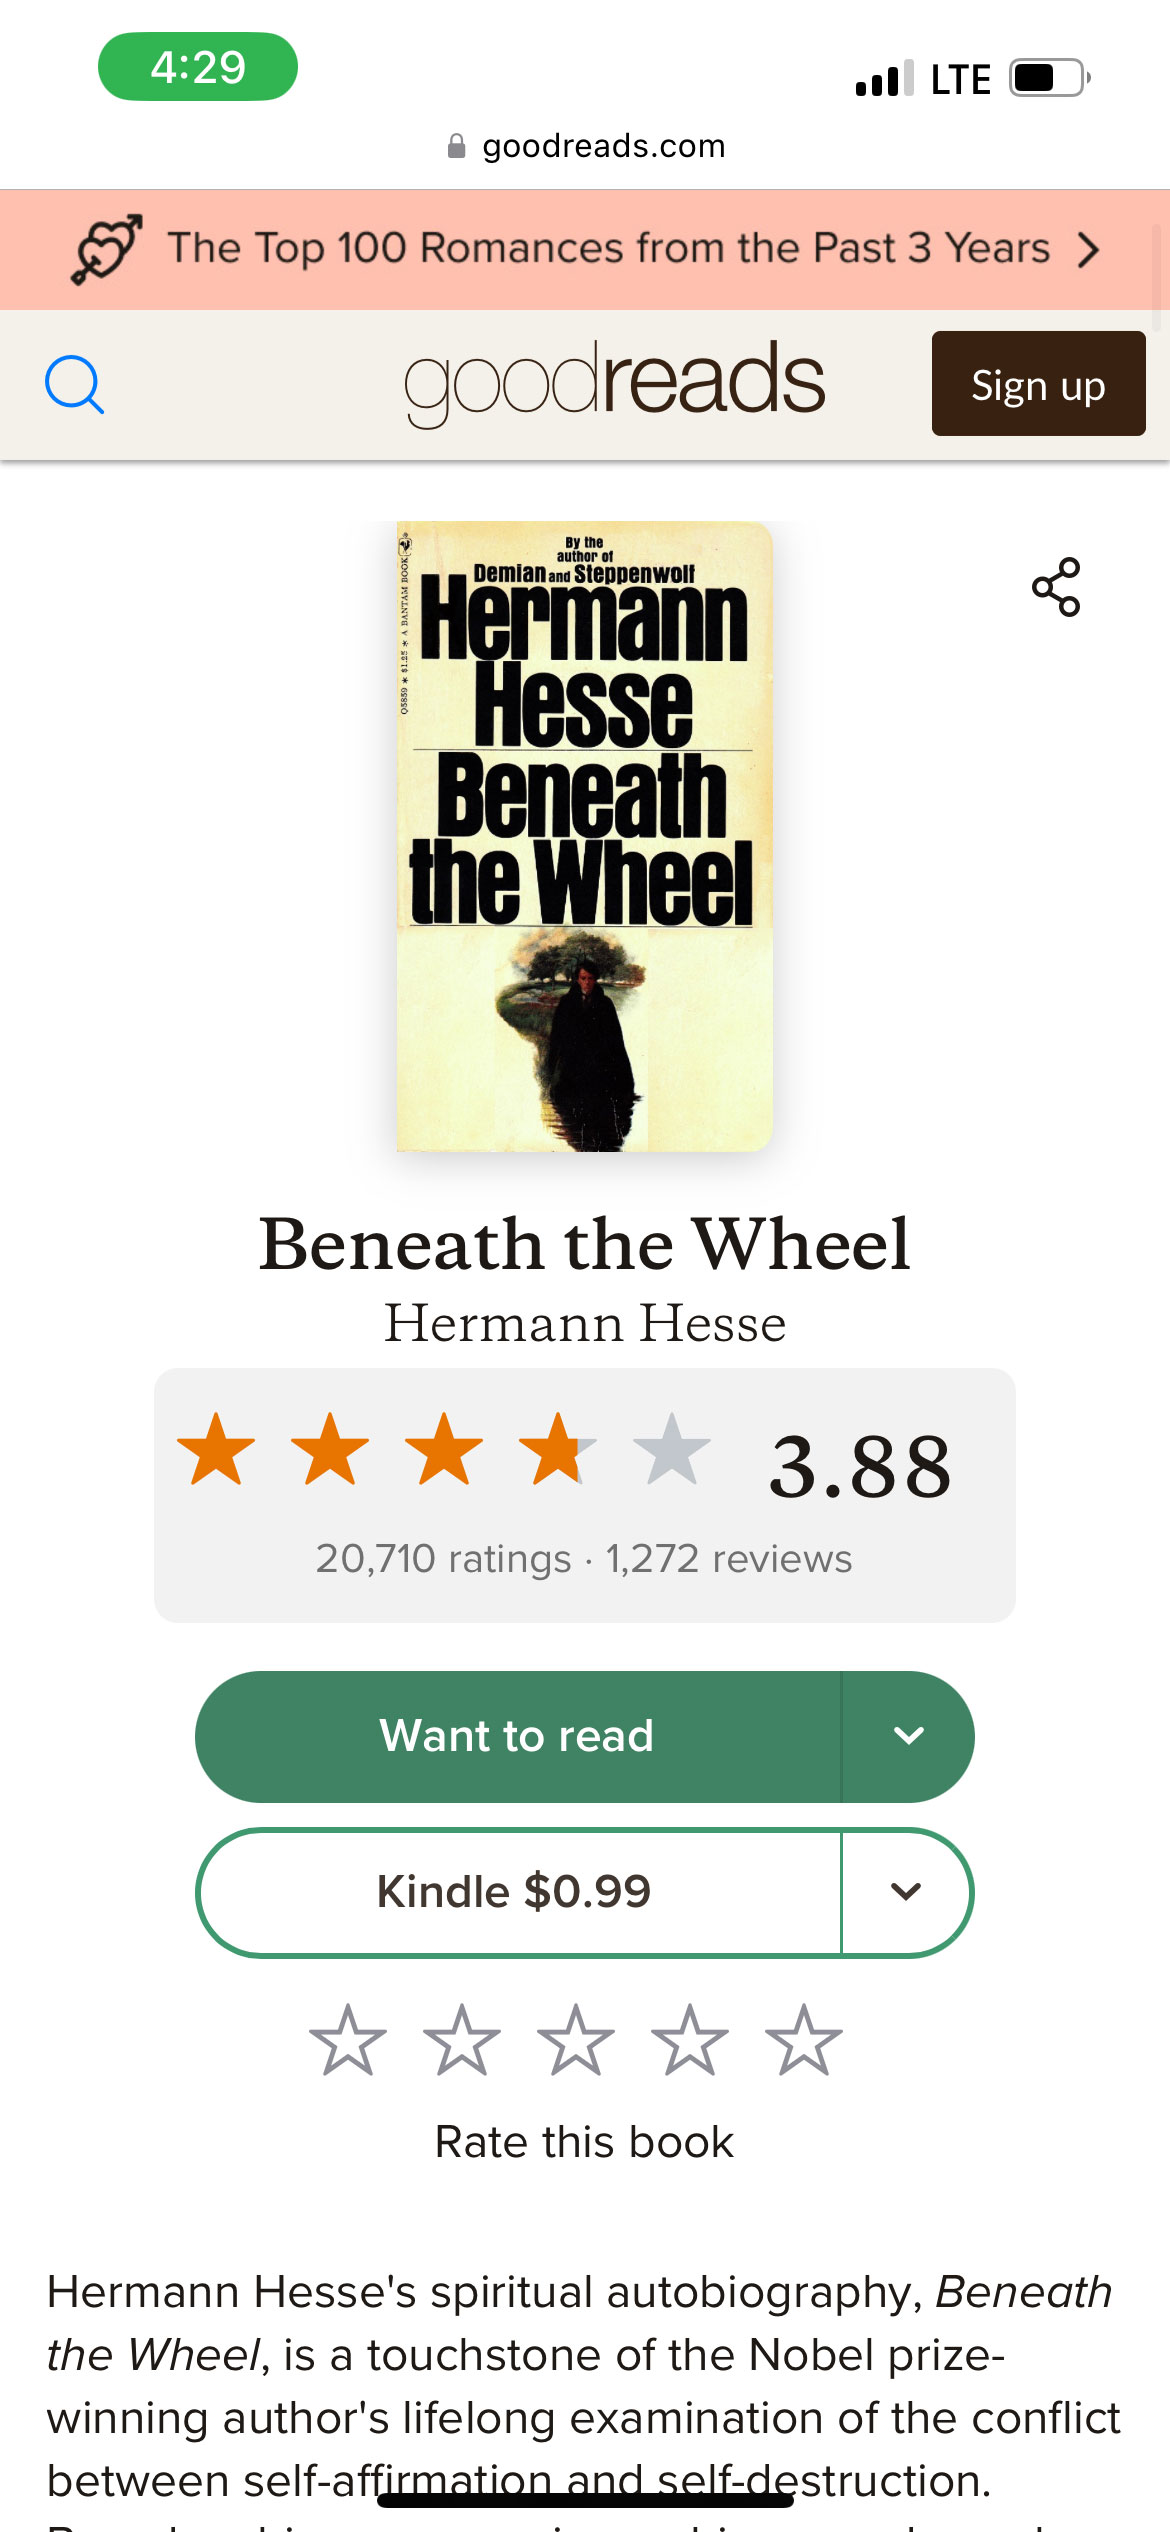 4:29
LTE
goodreads.com
The Top 100 Romances from the Past 3 Years
goodreads
Sign up
By the
author of
Demian and Steppenwolf
Hermann
Hesse
Beneath
the Wheel
Q5859 * $1.25 * A BANTAM BOOK
Beneath the Wheel
Hermann Hesse
3.88
20,710 ratings · 1,272 reviews
Want to read
Kindle $0.99
Rate this book
Hermann Hesse's spiritual autobiography, Beneath
the Wheel, is a touchstone of the Nobel prize-
winning author's lifelong examination of the conflict
between self-affirmation and self-destruction.